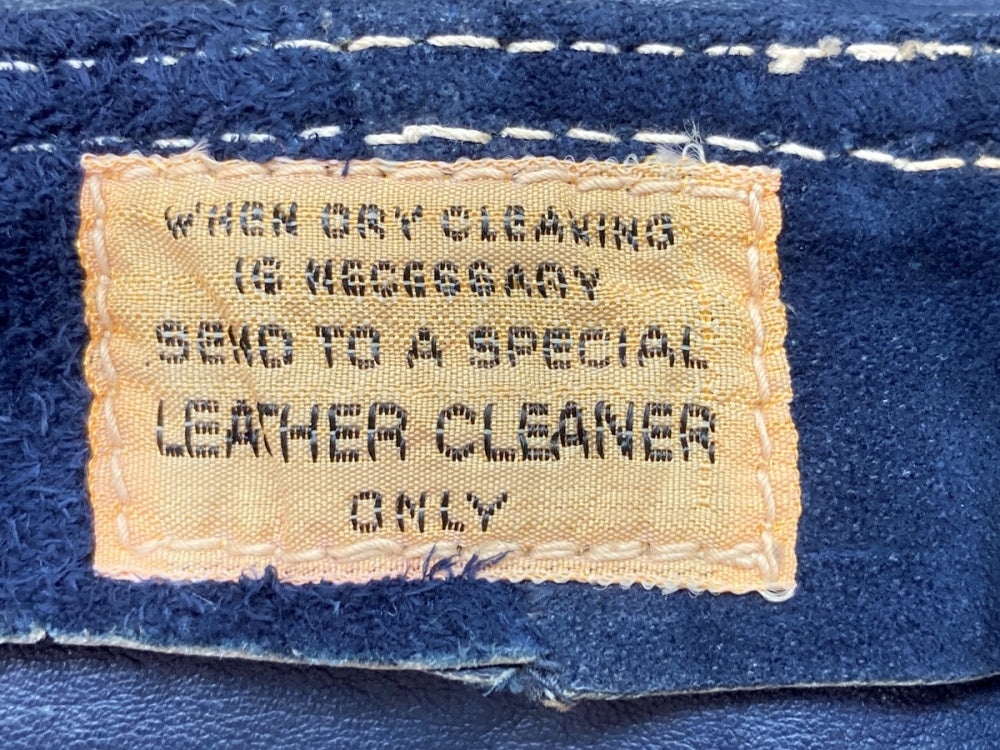 WHEN DRY CLEANING
IS NECESSARY
SEND TO A SPECIAL
LEATHER CLEANER
ONLY